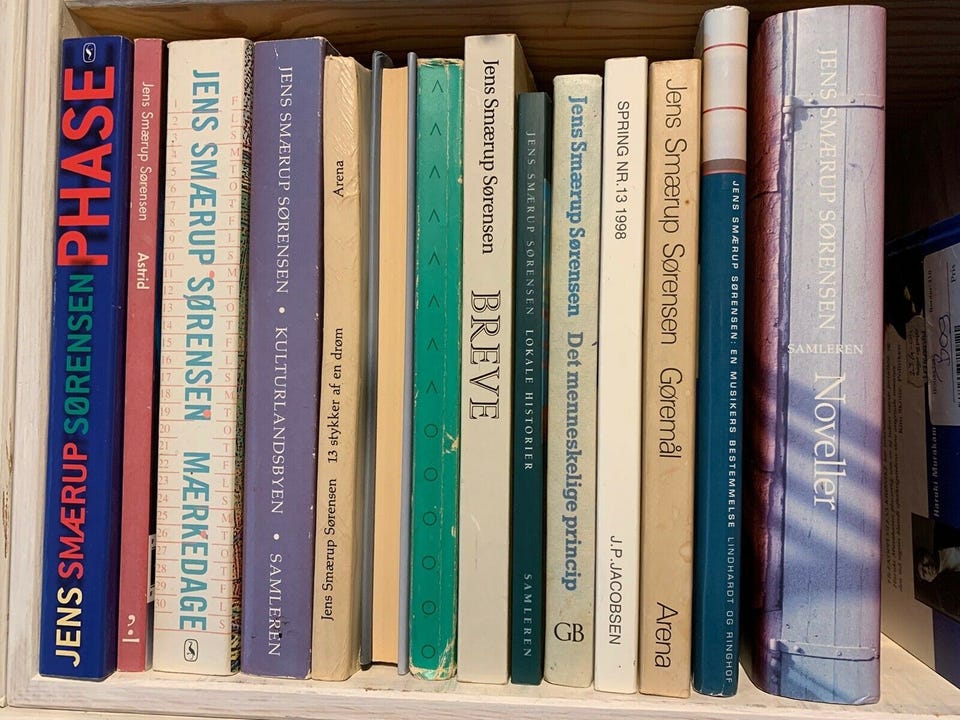 JENS SMÆRUP SØRENSEN PHASE
Jens Smærup Sørensen Astrid
JENS SMÆRUP SØRENSEN MÆRKEDAGE
JENS SMÆRUP SØRENSEN • KULTURLANDSBYEN • SAMLEREN
Jens Smærup Sørensen 13 stykker af en drøm Arena
Jens Smærup Sørensen BREVE
JENS SMÆRUP SØRENSEN LOKALE HISTORIER SAMLEREN
Jens Smærup Sørensen Det menneskelige princip GB
SPRING NR.13 1998 J.P.JACOBSEN
Jens Smærup Sørensen Gøremål Arena
JENS SMÆRUP SØRENSEN: EN MUSIKERS BESTEMMELSE LINDHARDT OG RINGHOF
JENS SMÆRUP SØRENSEN
SAMLEREN
Noveller
Haruki Murakami